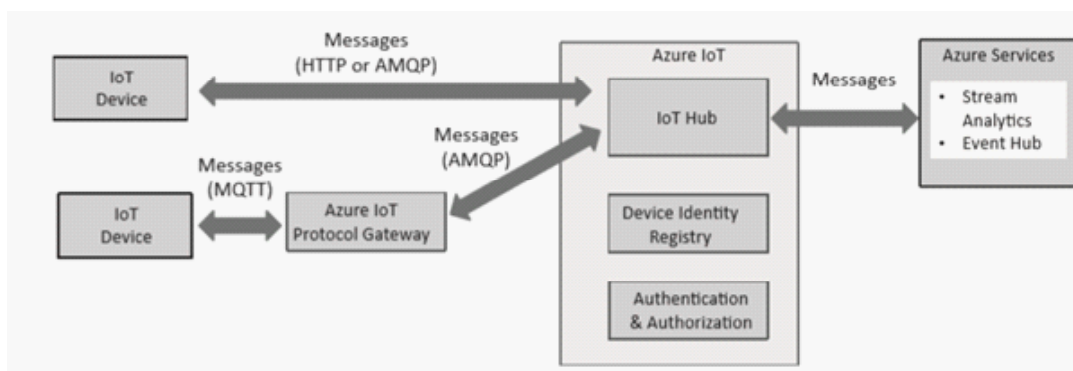 Messages
(HTTP or AMQP)
IoT
Device
Messages
(AMQP)
Messages
(MQTT)
IoT
Device
Azure IoT
Protocol Gateway
Azure IoT
IoT Hub
Device Identity
Registry
Authentication
& Authorization
Messages
Azure Services
• Stream
Analytics
• Event Hub